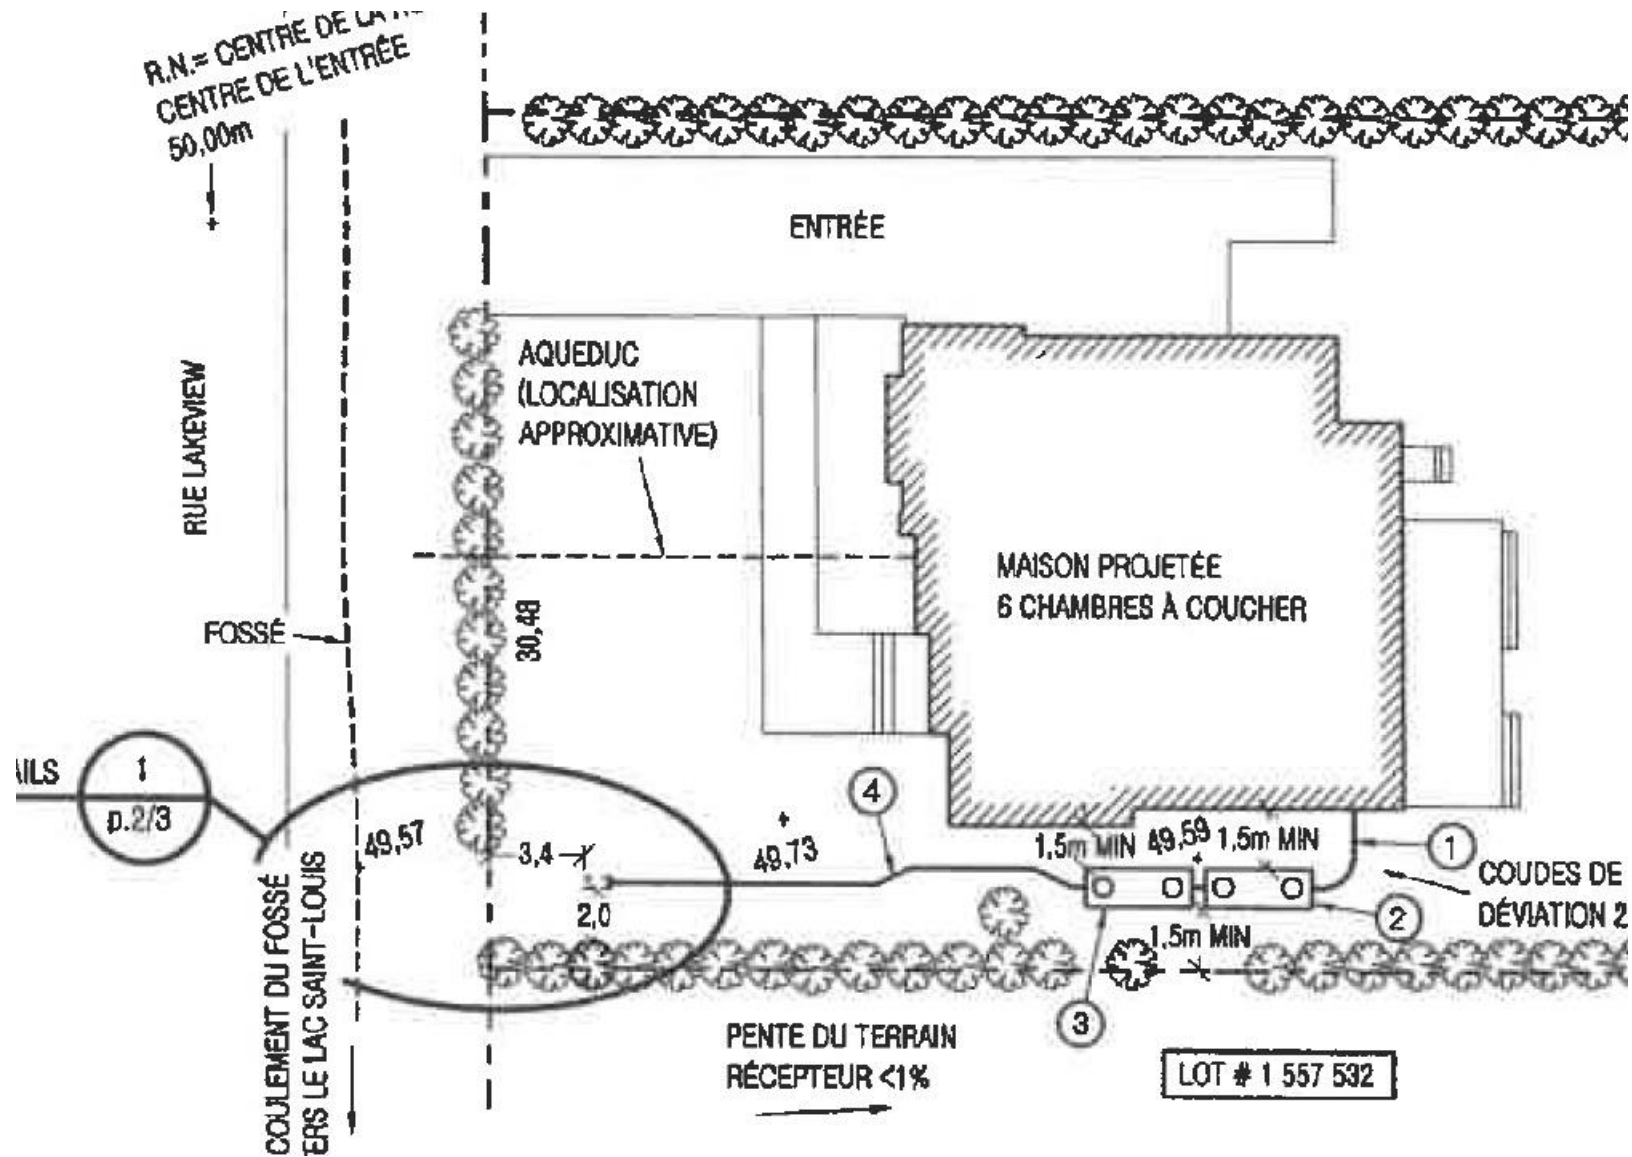 R.N.= CENTRE DE LA
CENTRE DE L'ENTRÉE
50,00m
ENTRÉE
AQUEDUC
(LOCALISATION
APPROXIMATIVE)
RUE LAKEVIEW
FOSSÉ
30,48
MAISON PROJETÉE
6 CHAMBRES À COUCHER
AILS
1
p.2/3
49,57
3,4
2,0
49,73
4
1,5m MIN
49,59
1,5m MIN
1
COUDES DE
DÉVIATION 2
2
1,5m MIN
3
COULEMENT DU FOSSÉ
ERS LE LAC SAINT-LOUIS
PENTE DU TERRAIN
RÉCEPTEUR <1%
LOT # 1 557 532